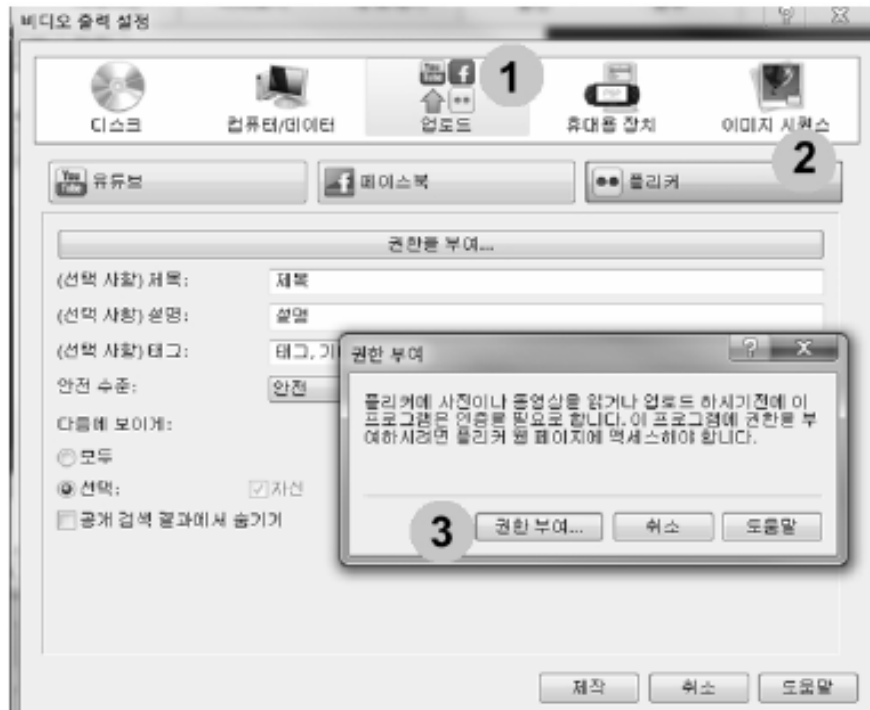 비디오 출력 설정
1
디스크
컴퓨터/데이터
업로드
휴대용 장치
이미지 시퀀스
2
You Tube 유튜브
페이스북
플리커
권한을 부여...
(선택 사항) 제목:
제목
(선택 사항) 설명:
설명
(선택 사항) 태그:
태그,
안전 수준:
안전
다음에 보이게:
모두
선택:
자신
공개 검색 결과에서 숨기기
권한 부여
플리커에 사진이나 동영상을 읽거나 업로드 하시기전에 이
프로그램은 인증을 필요로 합니다. 이 프로그램에 권한을 부
여하시려면 플리커 웹 페이지에 액세스해야 합니다.
3
권한 부여...
취소
도움말
제작
취소
도움말